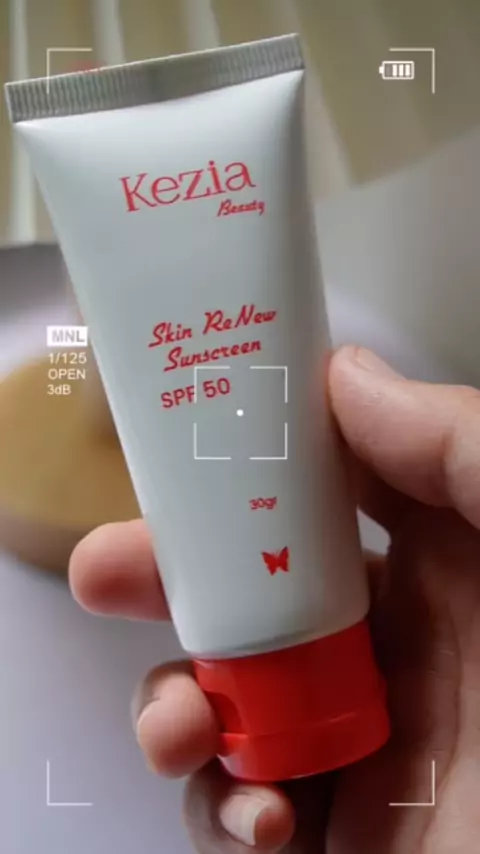 Kezia
Beauty
Skin ReNew
Sunscreen
SPF 50
30gr
MNL
1/125
OPEN
3dB